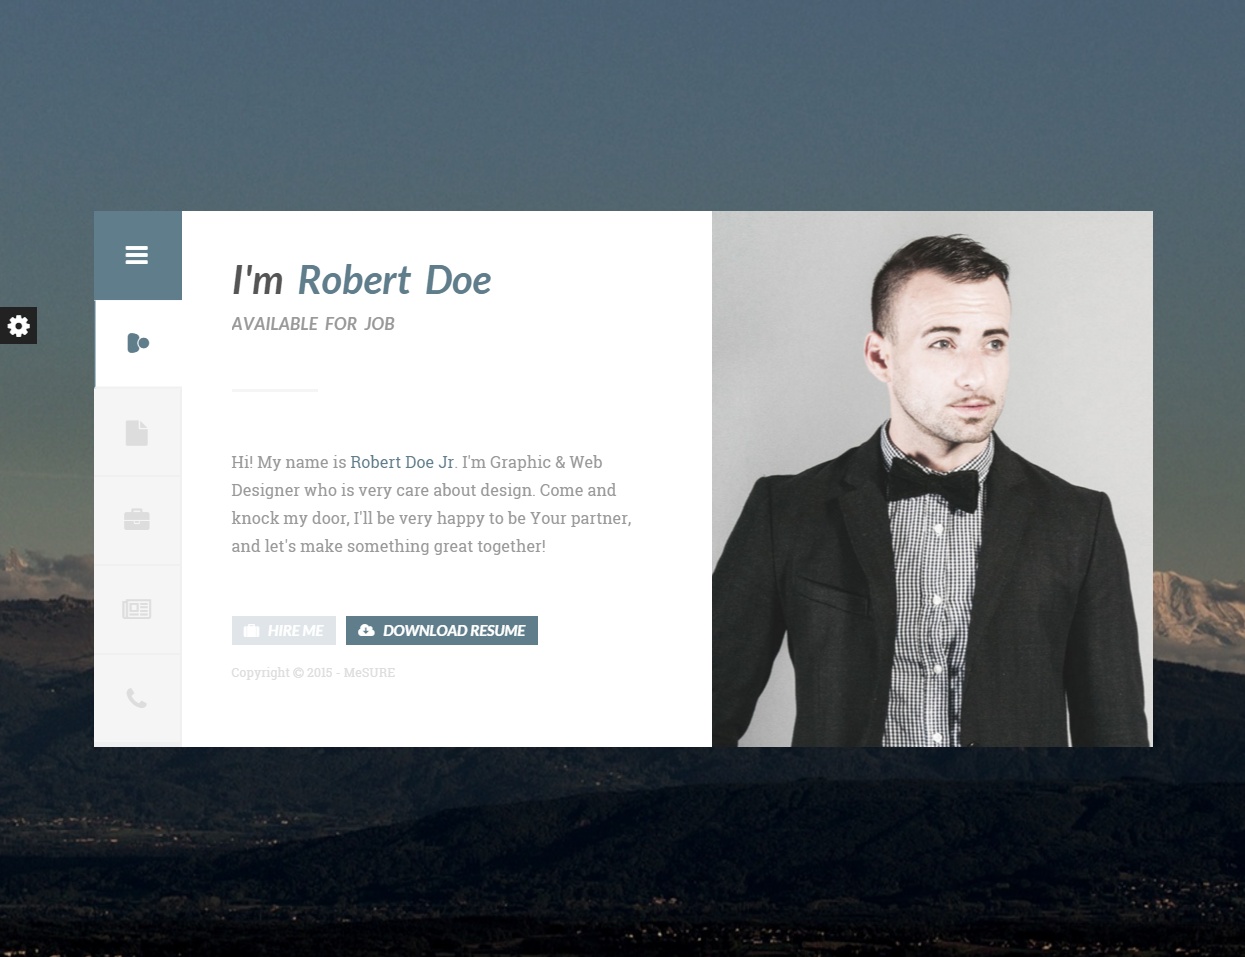 I'm Robert Doe
AVAILABLE FOR JOB
Hi! My name is Robert Doe Jr. I'm Graphic & Web
Designer who is very care about design. Come and
knock my door, I'll be very happy to be Your partner,
and let's make something great together!
HIRE ME
DOWNLOAD RESUME
Copyright © 2015 - MeSURE